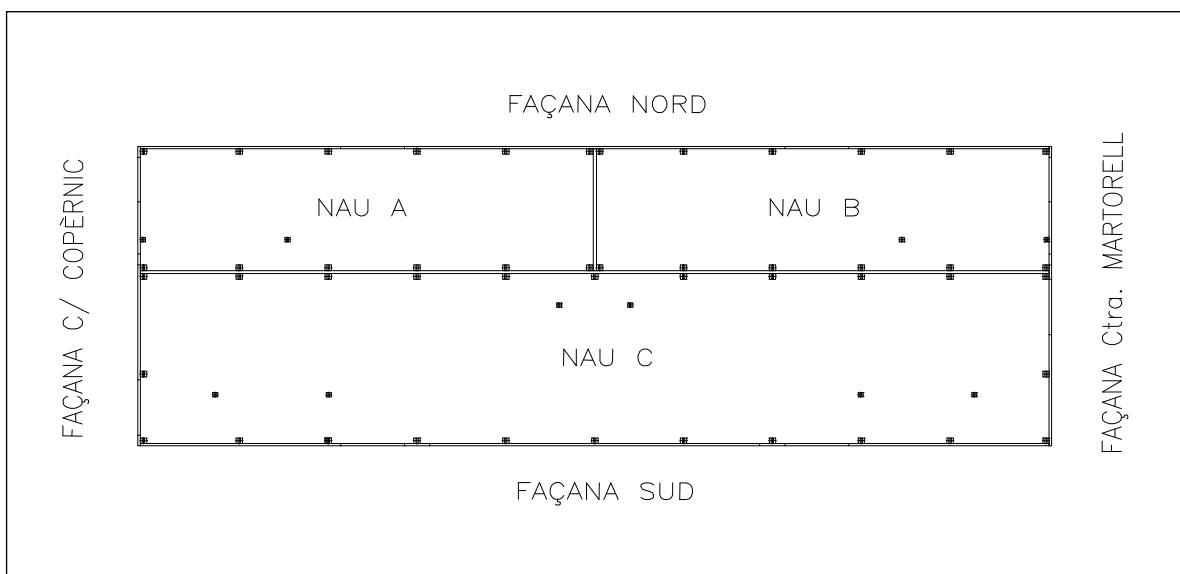 FAÇANA NORD
FAÇANA C/ COPÈRNIC
NAU A
NAU B
FAÇANA Ctra. MARTORELL
NAU C
FAÇANA SUD